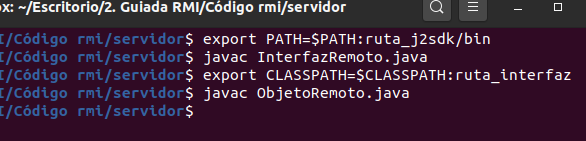 ox: ~/Escritorio/2. Guiada RMI/Código rmi/servidor
I/Código rmi/servidor$ export PATH=$PATH:ruta_j2sdk/bin
I/Código rmi/servidor$ javac InterfazRemoto.java
I/Código rmi/servidor$ export CLASSPATH=$CLASSPATH:ruta_interfaz
I/Código rmi/servidor$ javac ObjetoRemoto.java
I/Código rmi/servidor$